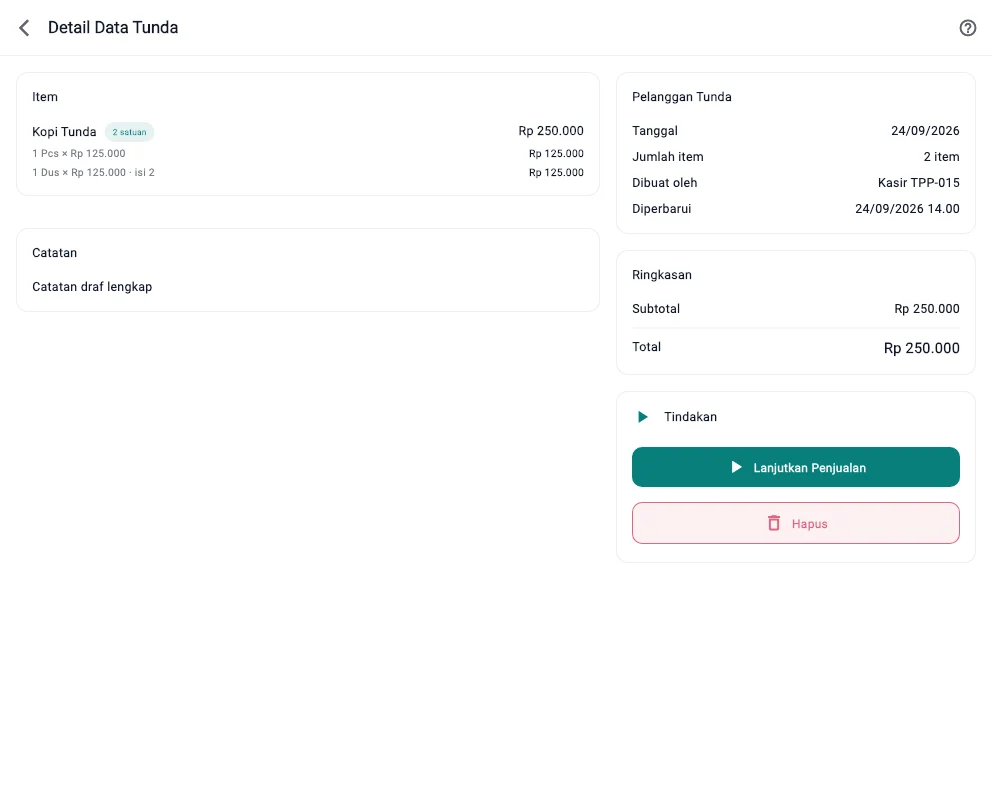 Detail Data Tunda
Item
Kopi Tunda 2 satuan Rp 250.000
1 Pcs × Rp 125.000 Rp 125.000
1 Dus × Rp 125.000 · isi 2 Rp 125.000
Catatan
Catatan draf lengkap
Pelanggan Tunda
Tanggal 24/09/2026
Jumlah item 2 item
Dibuat oleh Kasir TPP-015
Diperbarui 24/09/2026 14.00
Ringkasan
Subtotal Rp 250.000
Total Rp 250.000
Tindakan
Lanjutkan Penjualan
Hapus